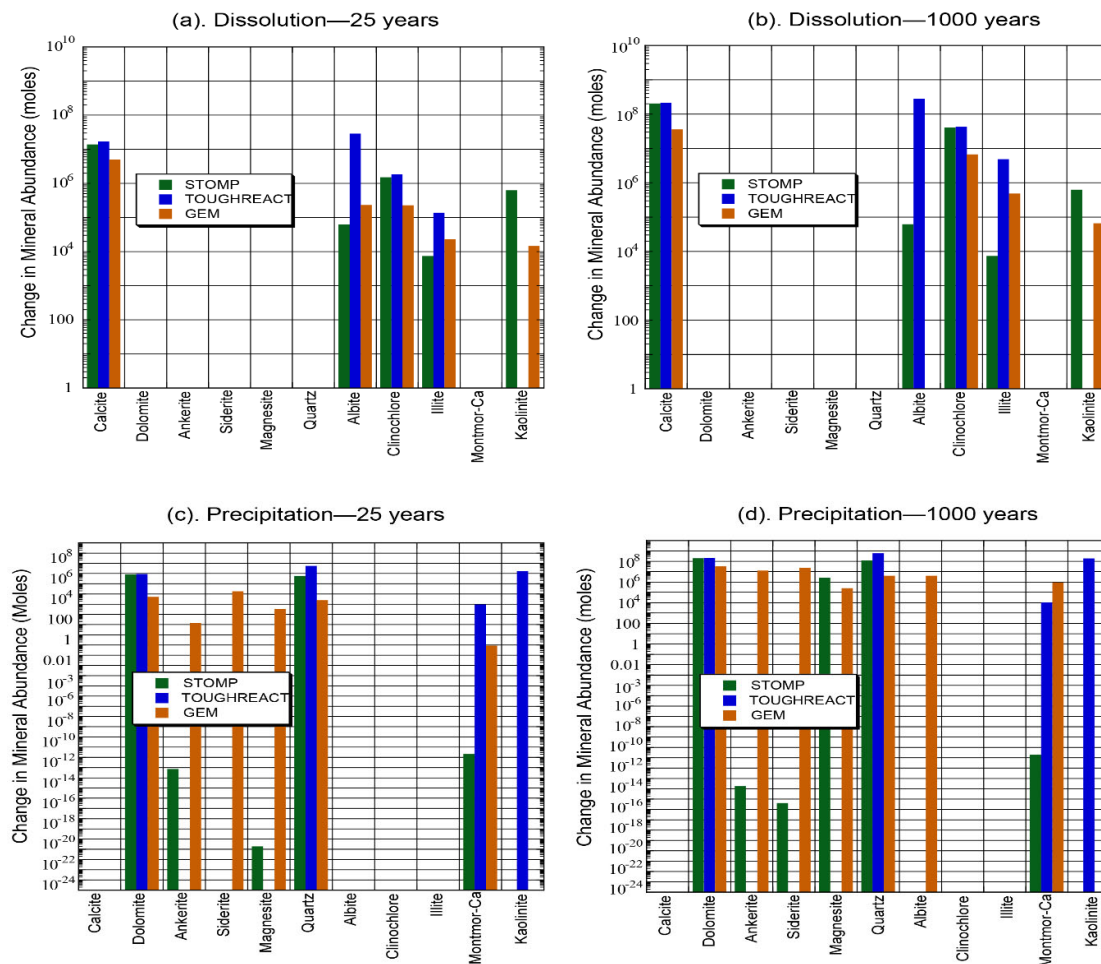 (a). Dissolution—25 years
Change in Mineral Abundance (moles)
10^10
10^8
10^6
10^4
100
1
STOMP
TOUGHREACT
GEM
Calcite
Dolomite
Ankerite
Siderite
Magnesite
Quartz
Albite
Clinochlore
Illite
Montmor-Ca
Kaolinite
(b). Dissolution—1000 years
Change in Mineral Abundance (moles)
10^10
10^8
10^6
10^4
100
1
STOMP
TOUGHREACT
GEM
Calcite
Dolomite
Ankerite
Siderite
Magnesite
Quartz
Albite
Clinochlore
Illite
Montmor-Ca
Kaolinite
(c). Precipitation—25 years
Change in Mineral Abundance (Moles)
10^8
10^6
10^4
100
1
0.01
10^-3
10^-6
10^-9
10^-10
10^-12
10^-14
10^-16
10^-18
10^-20
10^-22
10^-24
STOMP
TOUGHREACT
GEM
Calcite
Dolomite
Ankerite
Siderite
Magnesite
Quartz
Albite
Clinochlore
Illite
Montmor-Ca
Kaolinite
(d). Precipitation—1000 years
Change in Mineral Abundance (moles)
10^8
10^6
10^4
100
1
0.01
10^-3
10^-6
10^-9
10^-10
10^-12
10^-14
10^-16
10^-18
10^-20
10^-22
10^-24
STOMP
TOUGHREACT
GEM
Calcite
Dolomite
Ankerite
Siderite
Magnesite
Quartz
Albite
Clinochlore
Illite
Montmor-Ca
Kaolinite